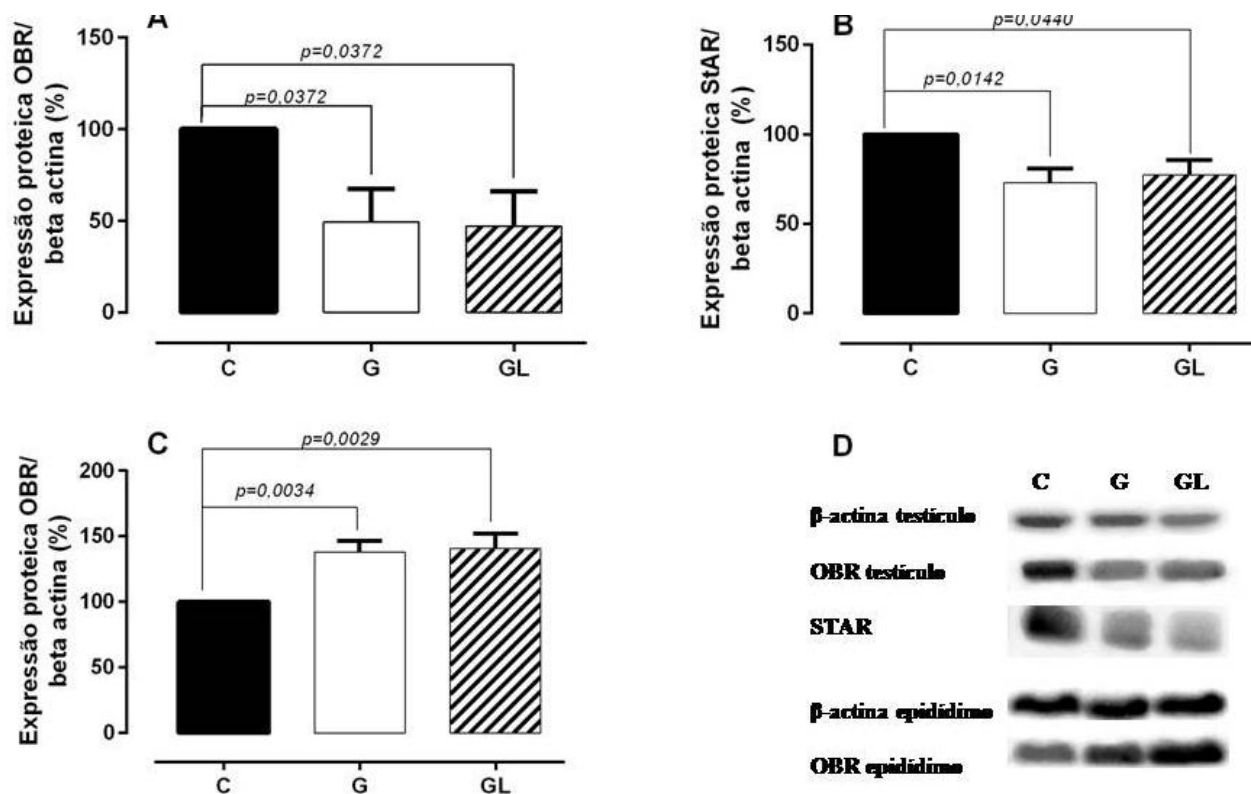 A
Expressão proteica OBR/
beta actina (%)
150
100
50
0
p=0,0372
p=0,0372
C G GL
B
Expressão proteica StAR/
beta actina (%)
150
100
50
0
p=0,0440
p=0,0142
C G GL
C
Expressão proteica OBR/
beta actina (%)
200
150
100
50
0
p=0,0029
p=0,0034
C G GL
D
C G GL
β-actina testículo
OBR testículo
STAR
β-actina epidídimo
OBR epidídimo